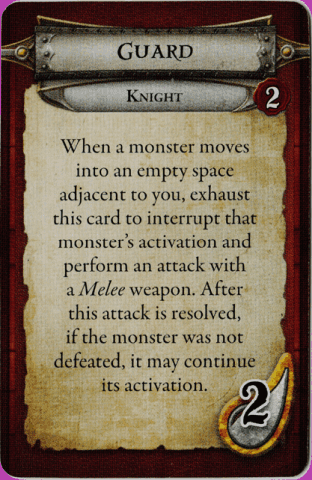 GUARD
KNIGHT
2
When a monster moves
into an empty space
adjacent to you, exhaust
this card to interrupt that
monster's activation and
perform an attack with
a Melee weapon. After
this attack is resolved,
if the monster was not
defeated, it may continue
its activation.
2